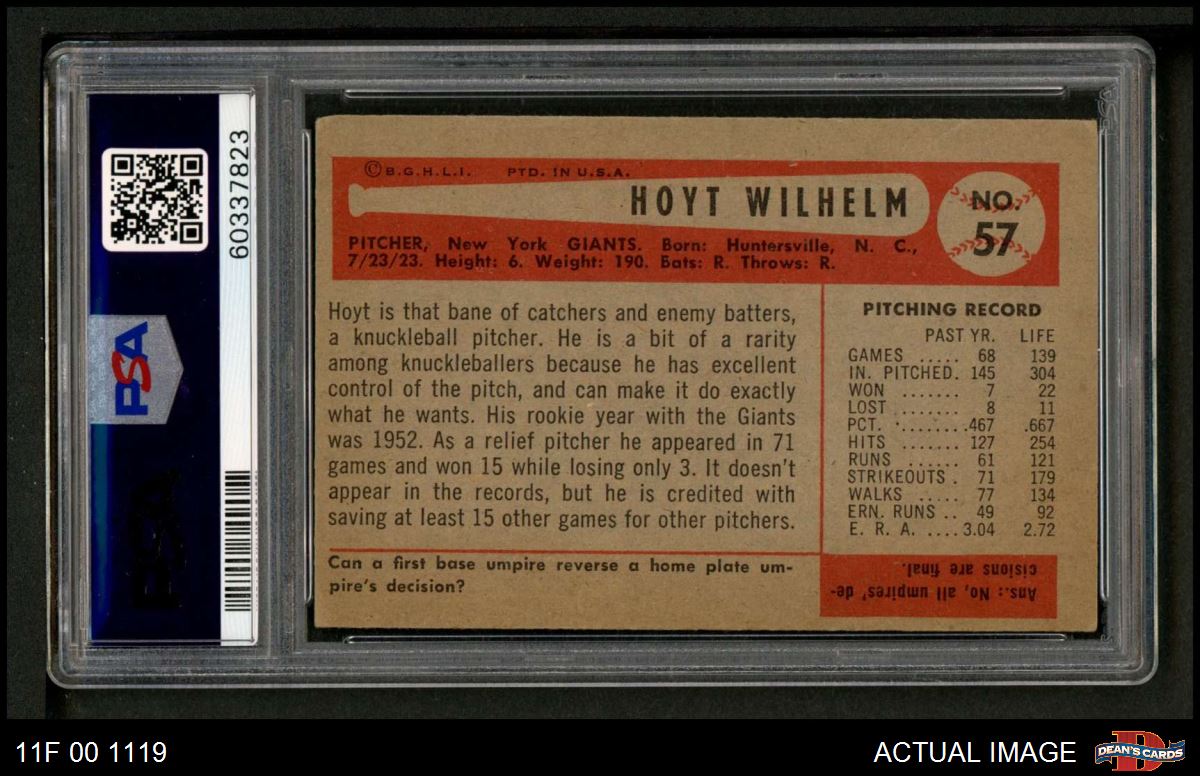 60337823
PSA
©B.G.H.L.I. PTD. IN U.S.A.
HOYT WILHELM
NO.
57
PITCHER, New York GIANTS. Born: Huntersville, N. C.,
7/23/23. Height: 6. Weight: 190. Bats: R. Throws: R.
Hoyt is that bane of catchers and enemy batters,
a knuckleball pitcher. He is a bit of a rarity
among knuckleballers because he has excellent
control of the pitch, and can make it do exactly
what he wants. His rookie year with the Giants
was 1952. As a relief pitcher he appeared in 71
games and won 15 while losing only 3. It doesn't
appear in the records, but he is credited with
saving at least 15 other games for other pitchers.
PITCHING RECORD
PAST YR. LIFE
GAMES ..... 68 139
IN. PITCHED. 145 304
WON ....... 7 22
LOST ....... 8 11
PCT. ........ .467 .667
HITS ....... 127 254
RUNS ...... 61 121
STRIKEOUTS . 71 179
WALKS ..... 77 134
ERN. RUNS .. 49 92
E. R. A. .... 3.04 2.72
Can a first base umpire reverse a home plate um-
pire's decision?
Ans.: No, all umpires' de-
cisions are final.
11F 00 1119
ACTUAL IMAGE
DEAN'S CARDS